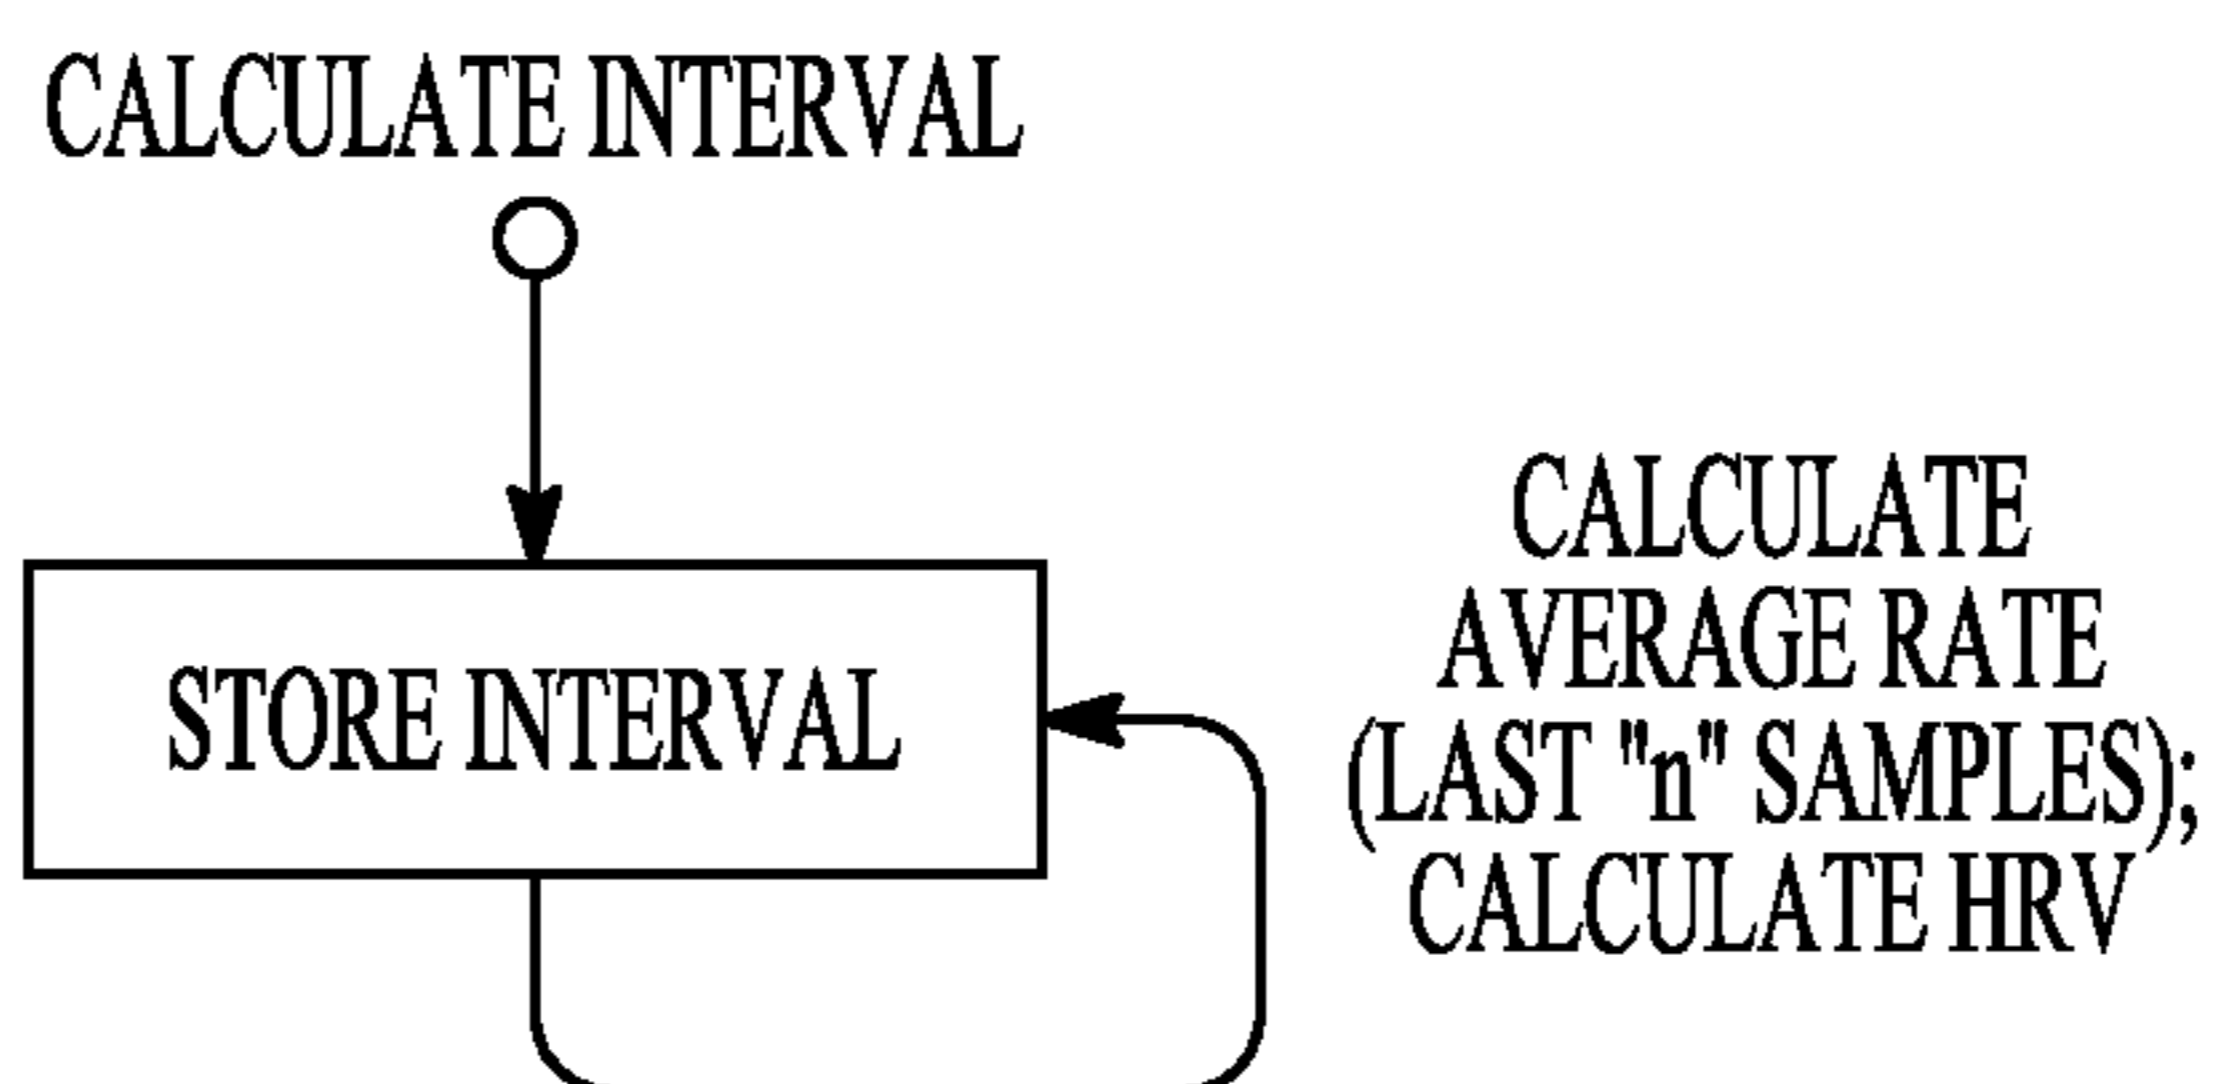 CALCULATE INTERVAL
STORE INTERVAL
CALCULATE
AVERAGE RATE
(LAST "n" SAMPLES);
CALCULATE HRV